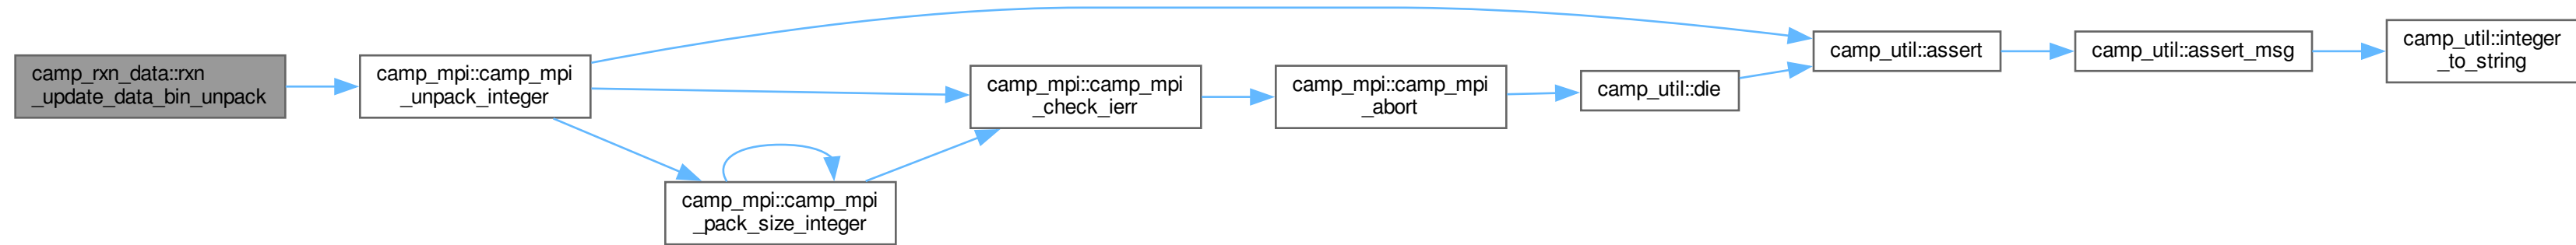 camp_rxn_data::rxn
_update_data_bin_unpack
camp_mpi::camp_mpi
_unpack_integer
camp_mpi::camp_mpi
_pack_size_integer
camp_mpi::camp_mpi
_check_ierr
camp_mpi::camp_mpi
_abort
camp_util::die
camp_util::assert
camp_util::assert_msg
camp_util::integer
_to_string